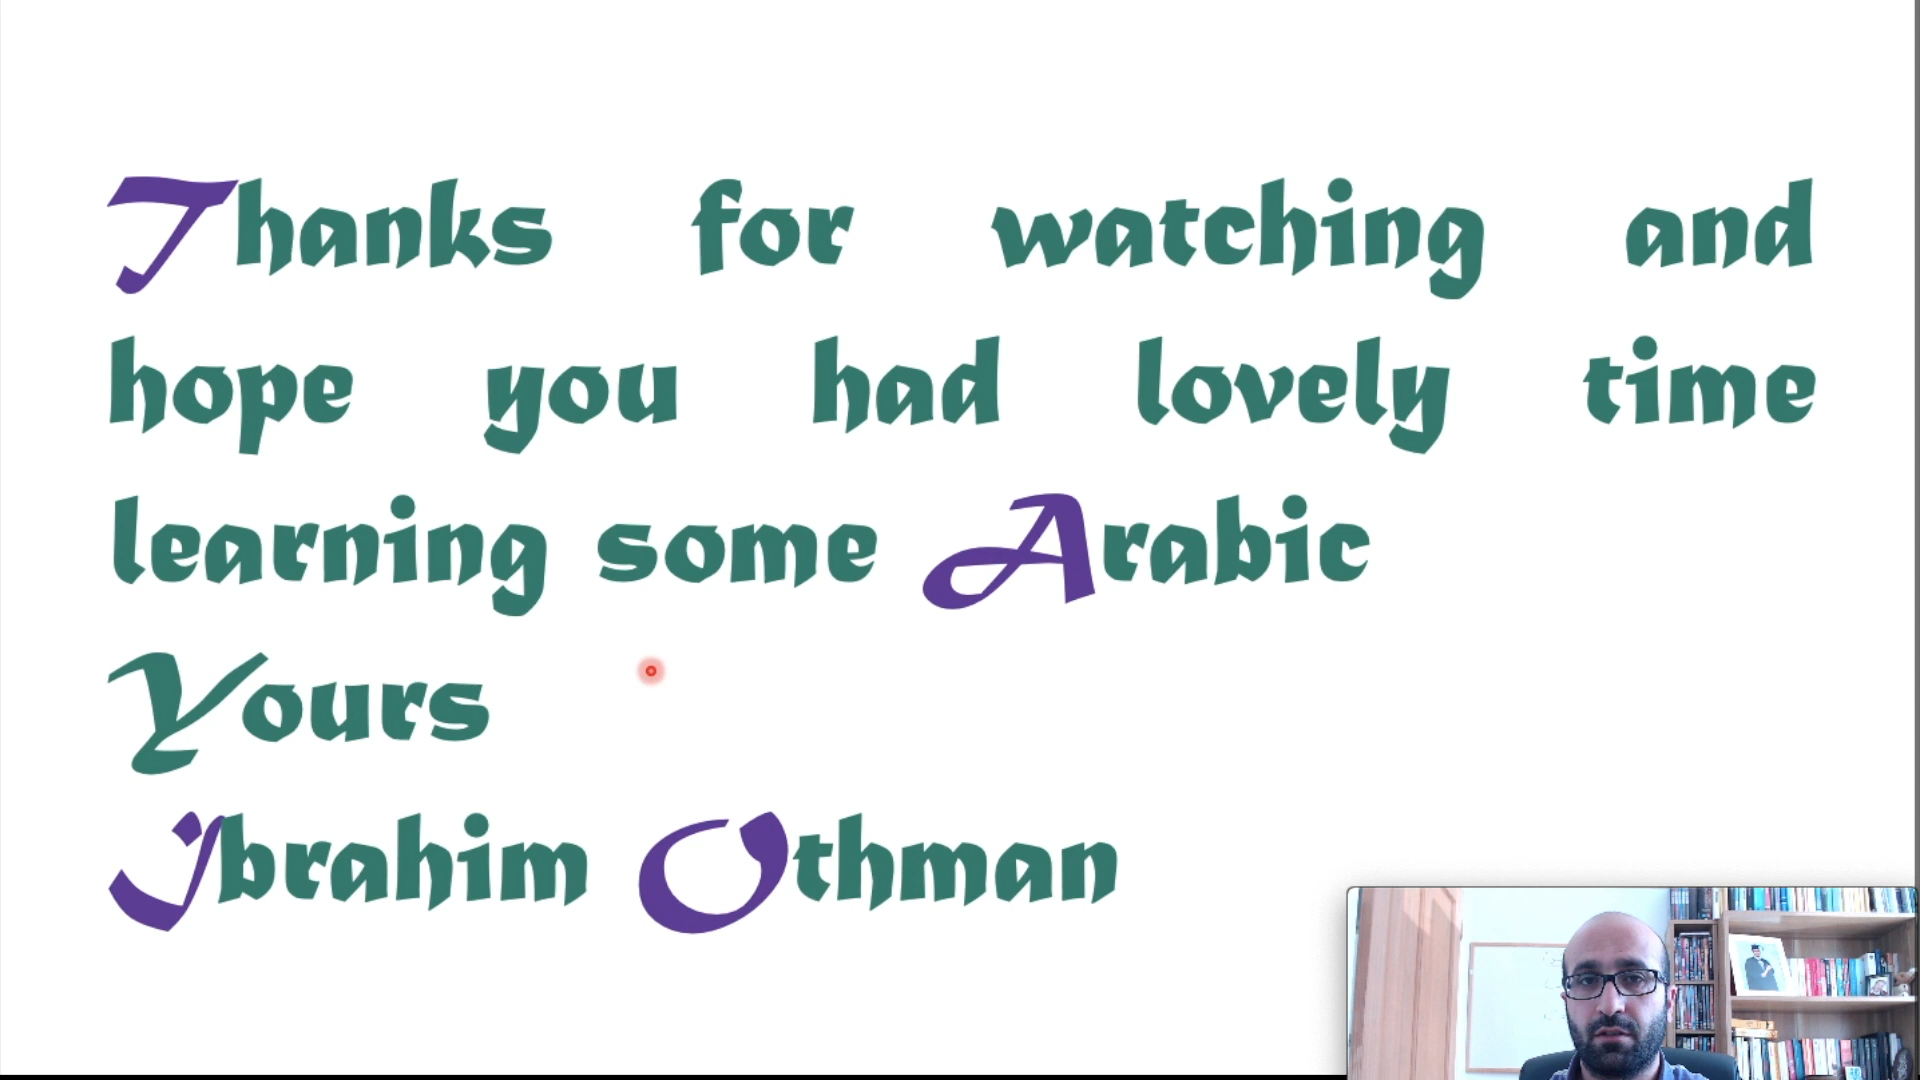 Thanks for watching and
hope you had lovely time
learning some Arabic
Yours
Ibrahim Othman